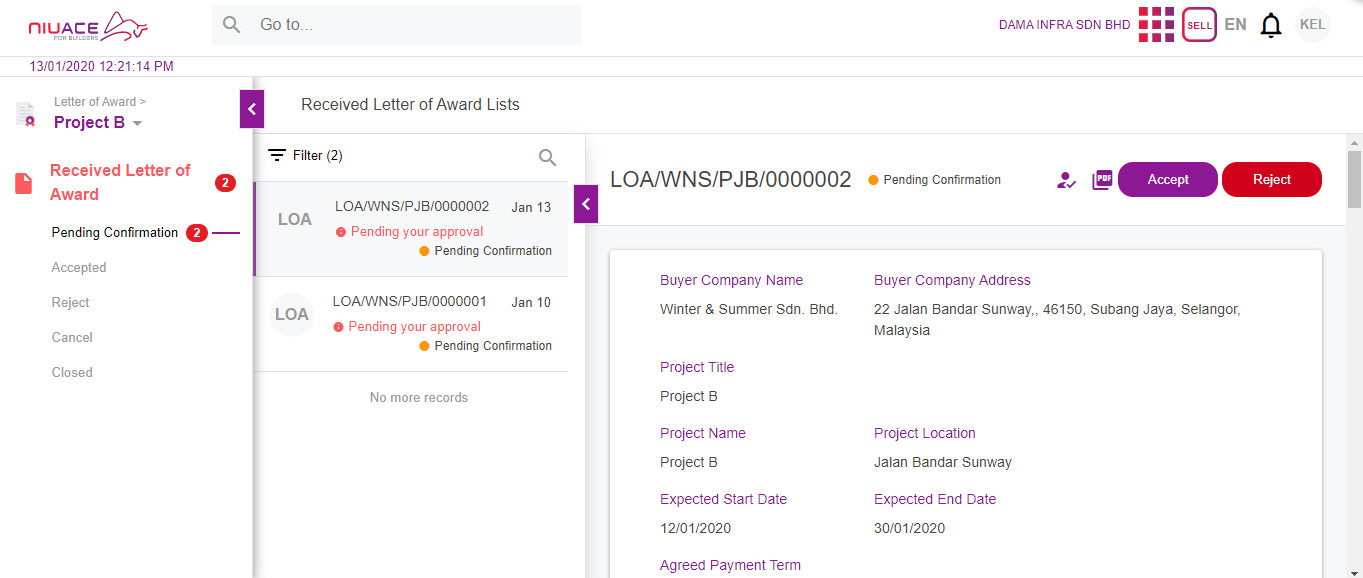 NIUACE
FOR BUILDERS
Go to...
DAMA INFRA SDN BHD
SELL
EN
KEL
13/01/2020 12:21:14 PM
Letter of Award >
Project B
Received Letter of Award Lists
Received Letter of
Award
2
Pending Confirmation
2
Accepted
Reject
Cancel
Closed
Filter (2)
LOA
LOA/WNS/PJB/0000002
Jan 13
Pending your approval
Pending Confirmation
LOA
LOA/WNS/PJB/0000001
Jan 10
Pending your approval
Pending Confirmation
No more records
LOA/WNS/PJB/0000002
Pending Confirmation
PDF
Accept
Reject
Buyer Company Name
Buyer Company Address
Winter & Summer Sdn. Bhd.
22 Jalan Bandar Sunway,, 46150, Subang Jaya, Selangor,
Malaysia
Project Title
Project B
Project Name
Project Location
Project B
Jalan Bandar Sunway
Expected Start Date
Expected End Date
12/01/2020
30/01/2020
Agreed Payment Term